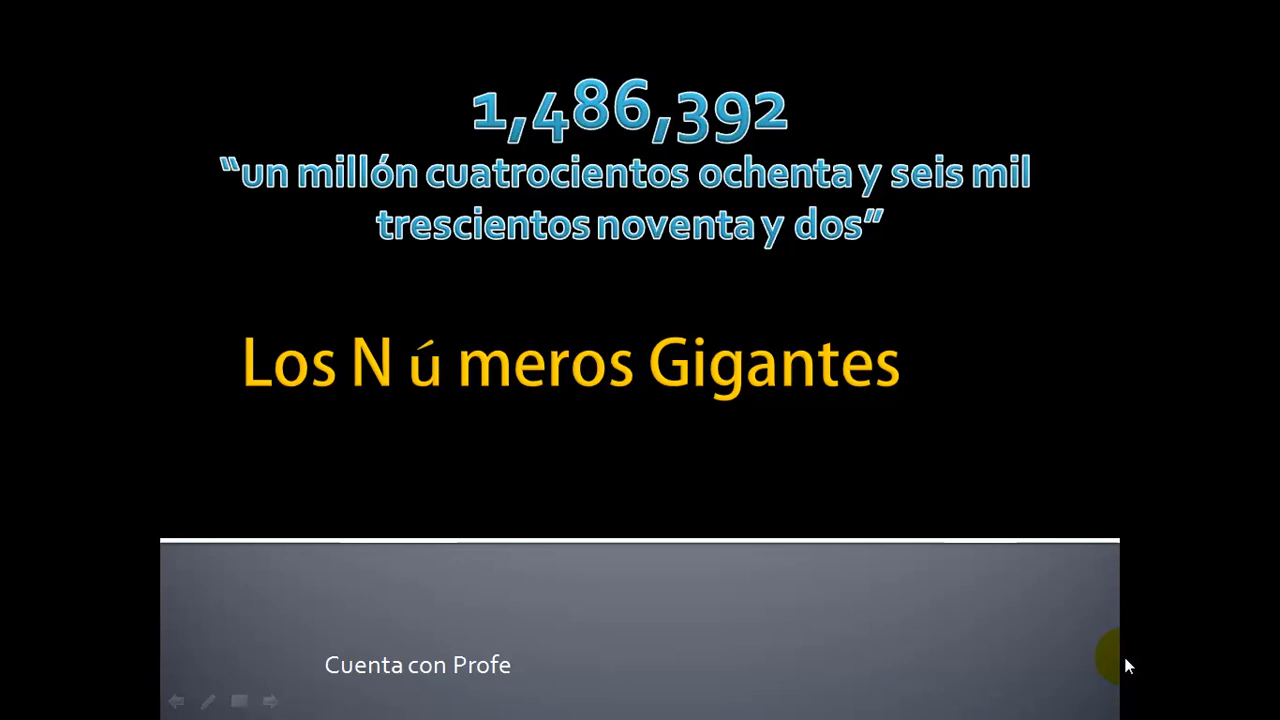 1,486,392
“un millón cuatrocientos ochenta y seis mil
trescientos noventa y dos”
Los N ú meros Gigantes
Cuenta con Profe